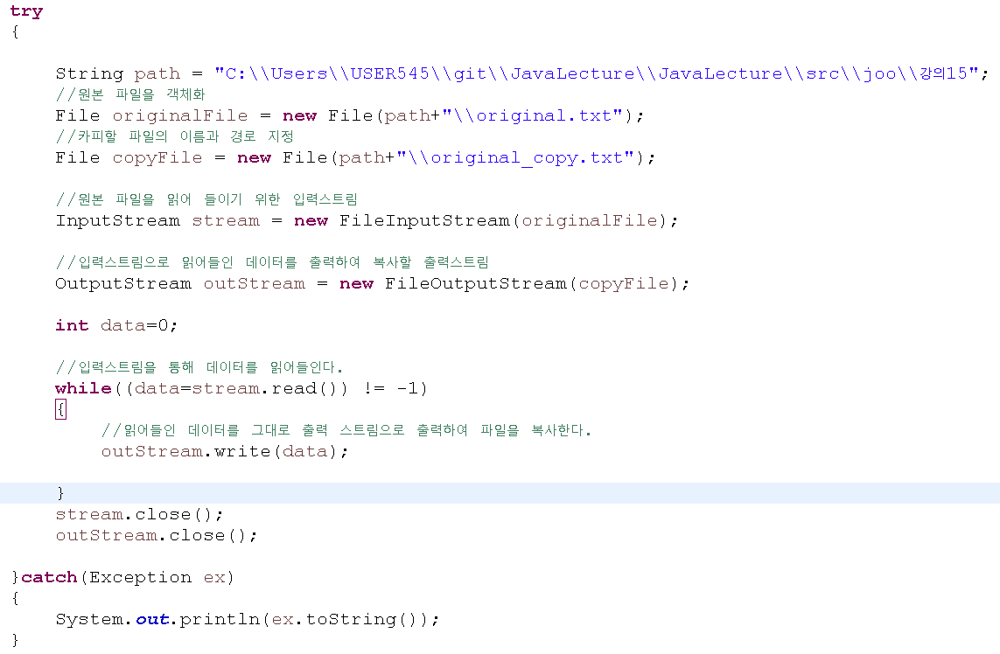 try
{
String path = "C:\\Users\\USER545\\git\\JavaLecture\\JavaLecture\\src\\joo\\강의15";
//원본 파일을 객체화
File originalFile = new File(path+"\\original.txt");
//카피할 파일의 이름과 경로 지정
File copyFile = new File(path+"\\original_copy.txt");
//원본 파일을 읽어 들이기 위한 입력스트림
InputStream stream = new FileInputStream(originalFile);
//입력스트림으로 읽어들인 데이터를 출력하여 복사할 출력스트림
OutputStream outStream = new FileOutputStream(copyFile);
int data=0;
//입력스트림을 통해 데이터를 읽어들인다.
while((data=stream.read()) != -1)
{
//읽어들인 데이터를 그대로 출력 스트림으로 출력하여 파일을 복사한다.
outStream.write(data);
}
stream.close();
outStream.close();
}catch(Exception ex)
{
System.out.println(ex.toString());
}